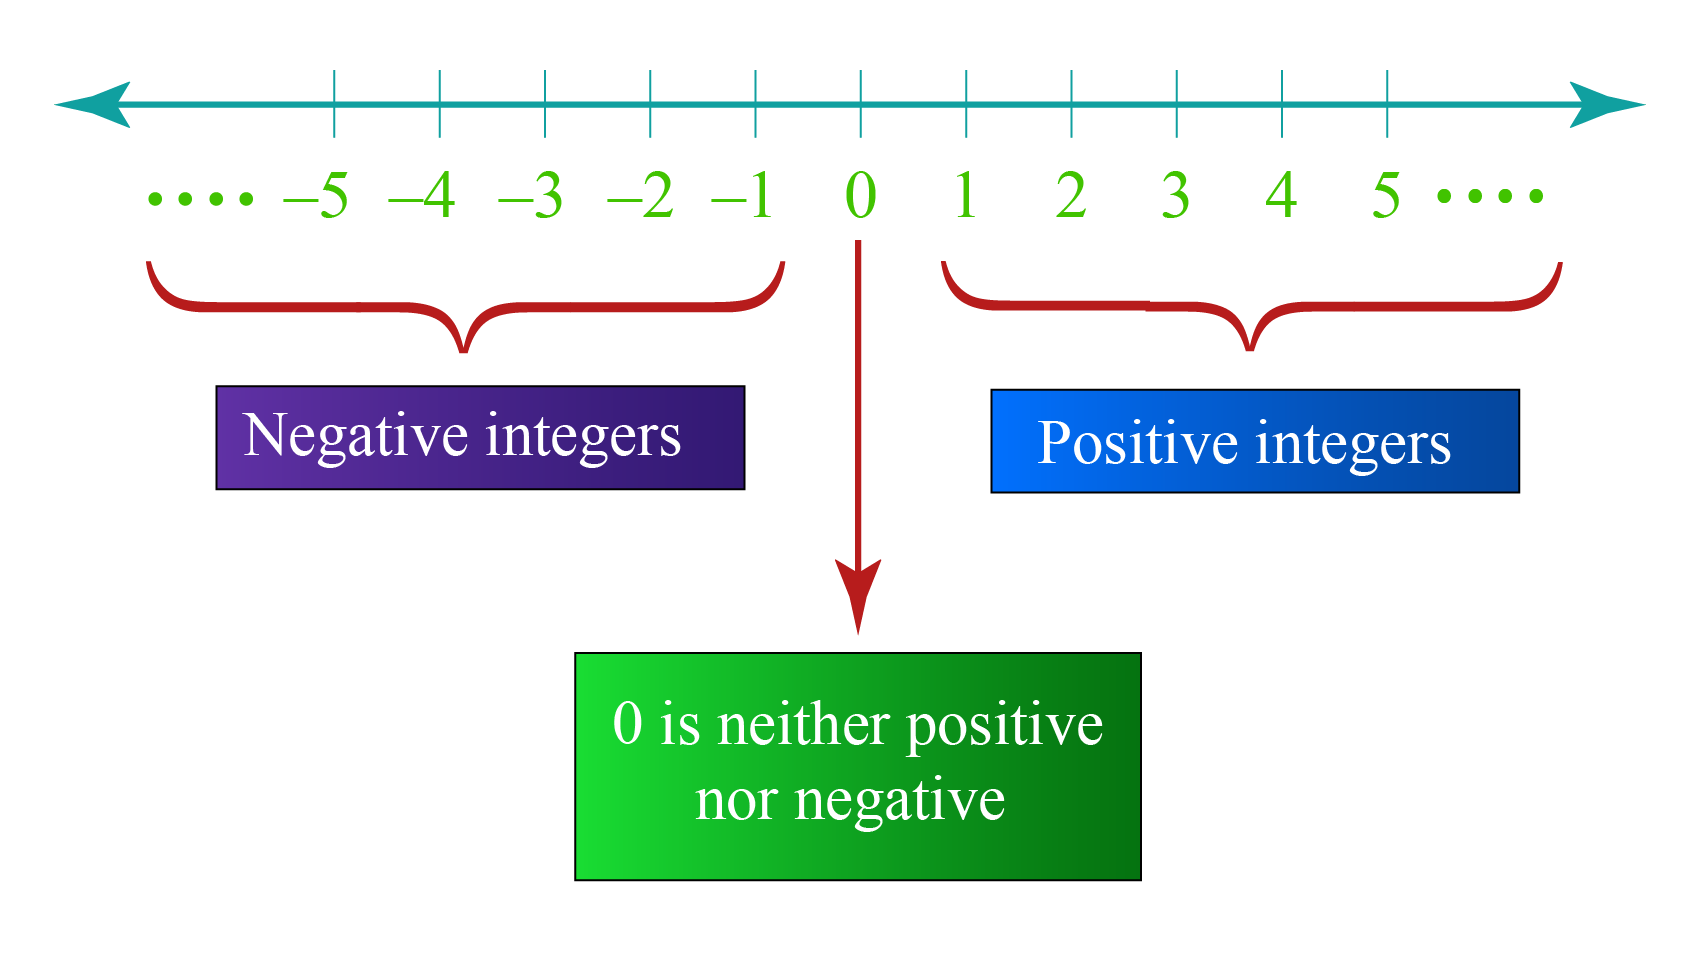 •••• –5 –4 –3 –2 –1 0 1 2 3 4 5 ••••
Negative integers
Positive integers
0 is neither positive
nor negative